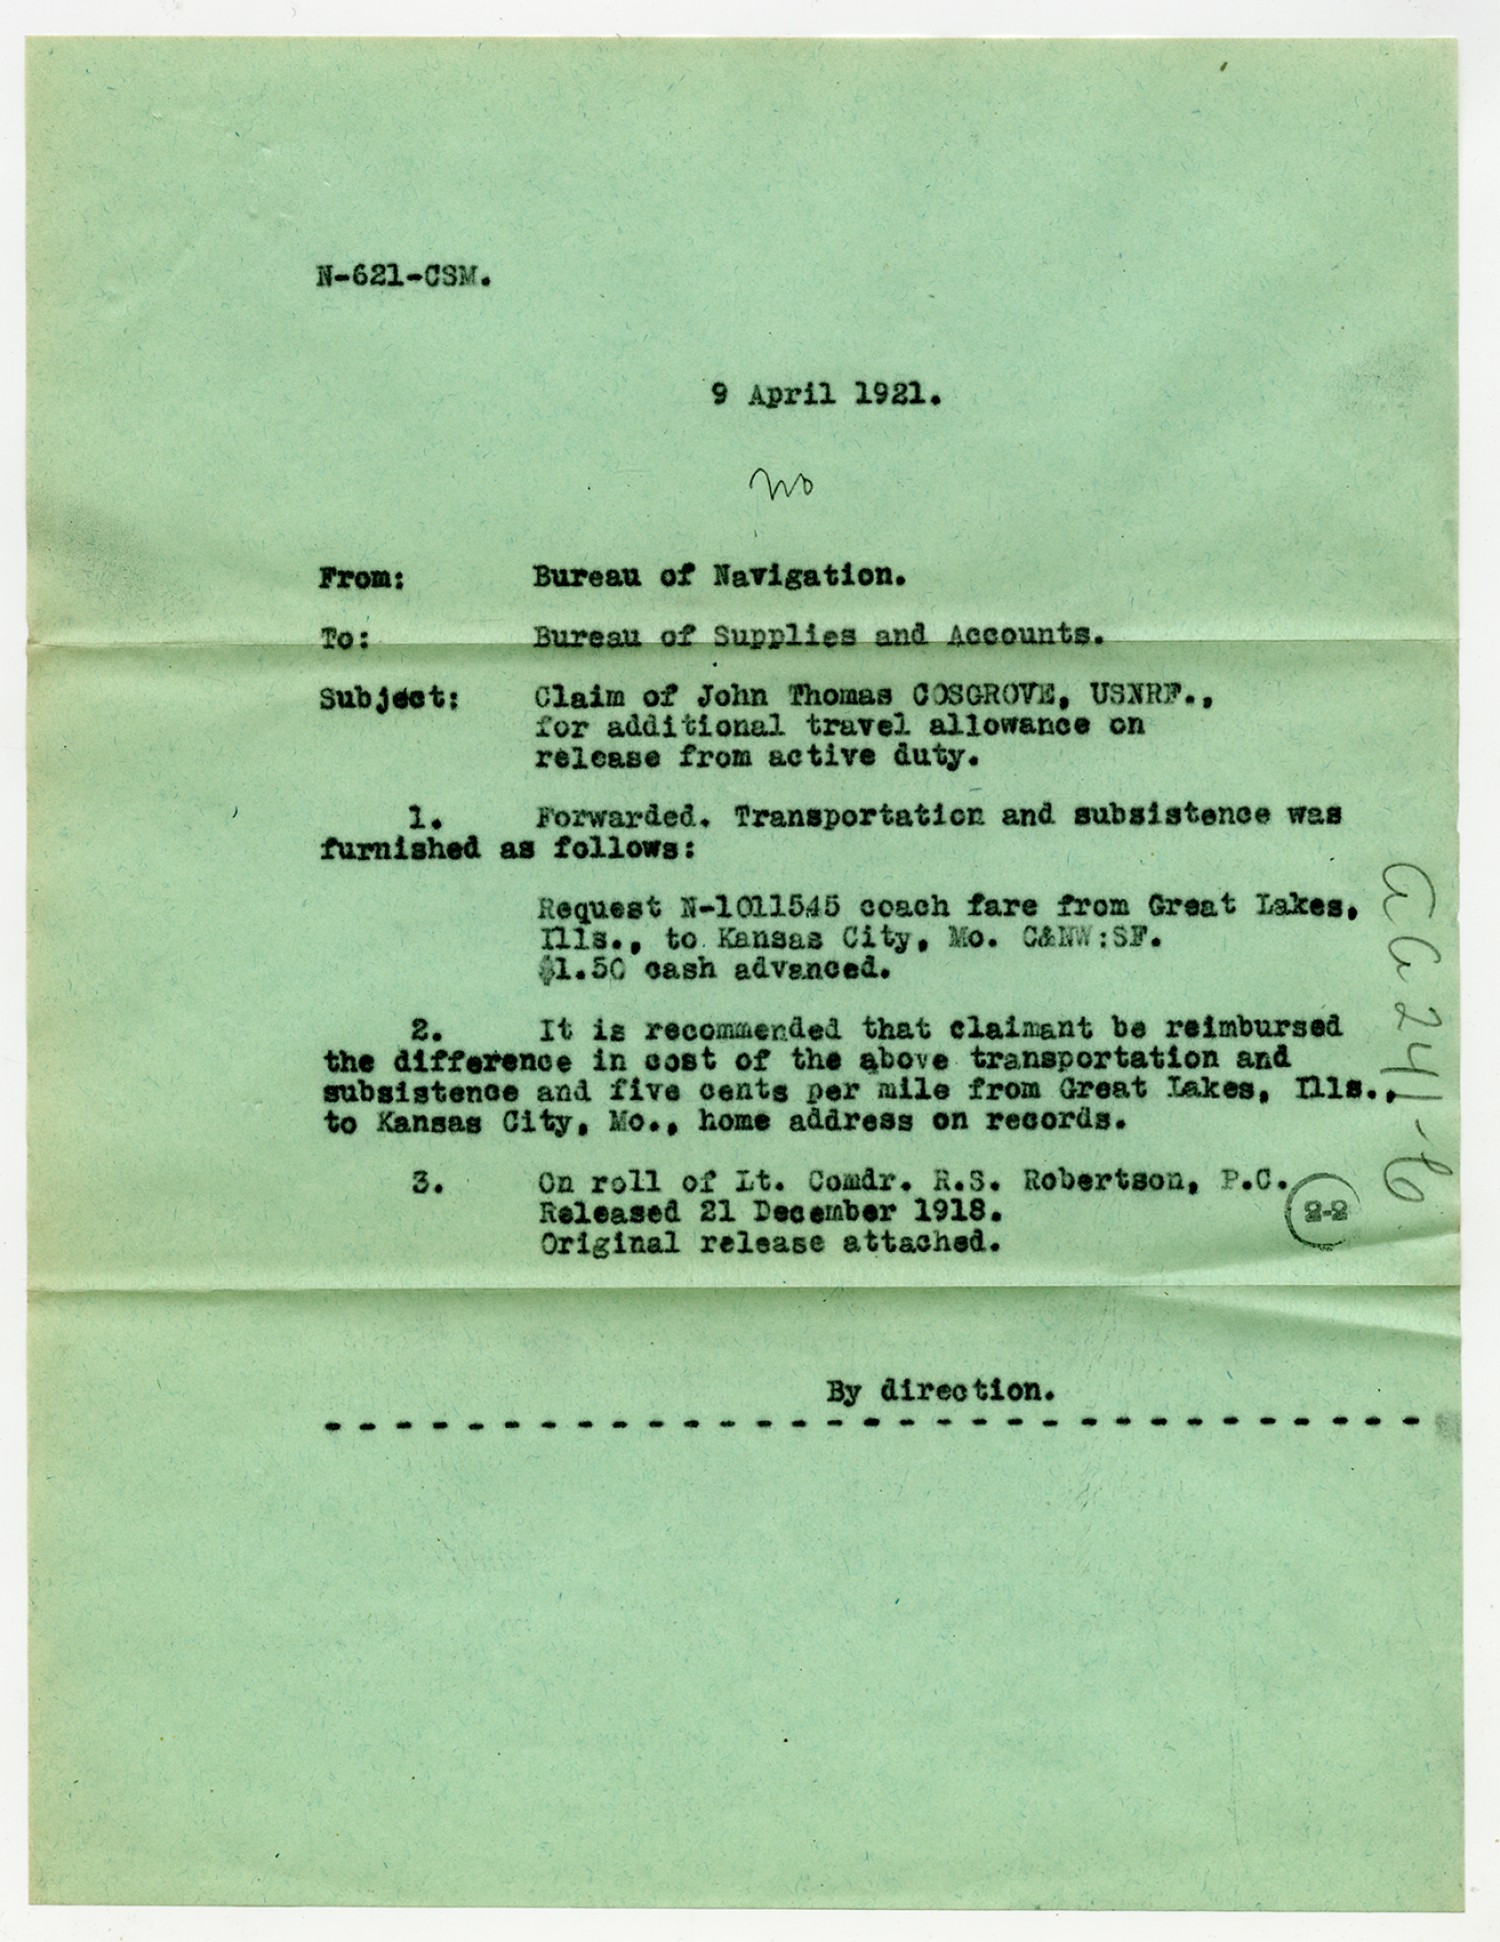 N-621-CSM.
9 April 1921.
no
From: Bureau of Navigation.
To: Bureau of Supplies and Accounts.
Subject: Claim of John Thomas COSGROVE, USNRF.,
for additional travel allowance on
release from active duty.
1. Forwarded. Transportation and subsistence was
furnished as follows:
Request N-1011545 coach fare from Great Lakes,
Ills., to Kansas City, Mo. C&NW:SF.
$1.50 cash advanced.
2. It is recommended that claimant be reimbursed
the difference in cost of the above transportation and
subsistence and five cents per mile from Great Lakes, Ills.,
to Kansas City, Mo., home address on records.
3. On roll of Lt. Comdr. R.S. Robertson, P.C.
Released 21 December 1918.
Original release attached.
2-2
By direction.
- - - - - - - - - - - - - - - - - - - - - - - - - - - - - - -